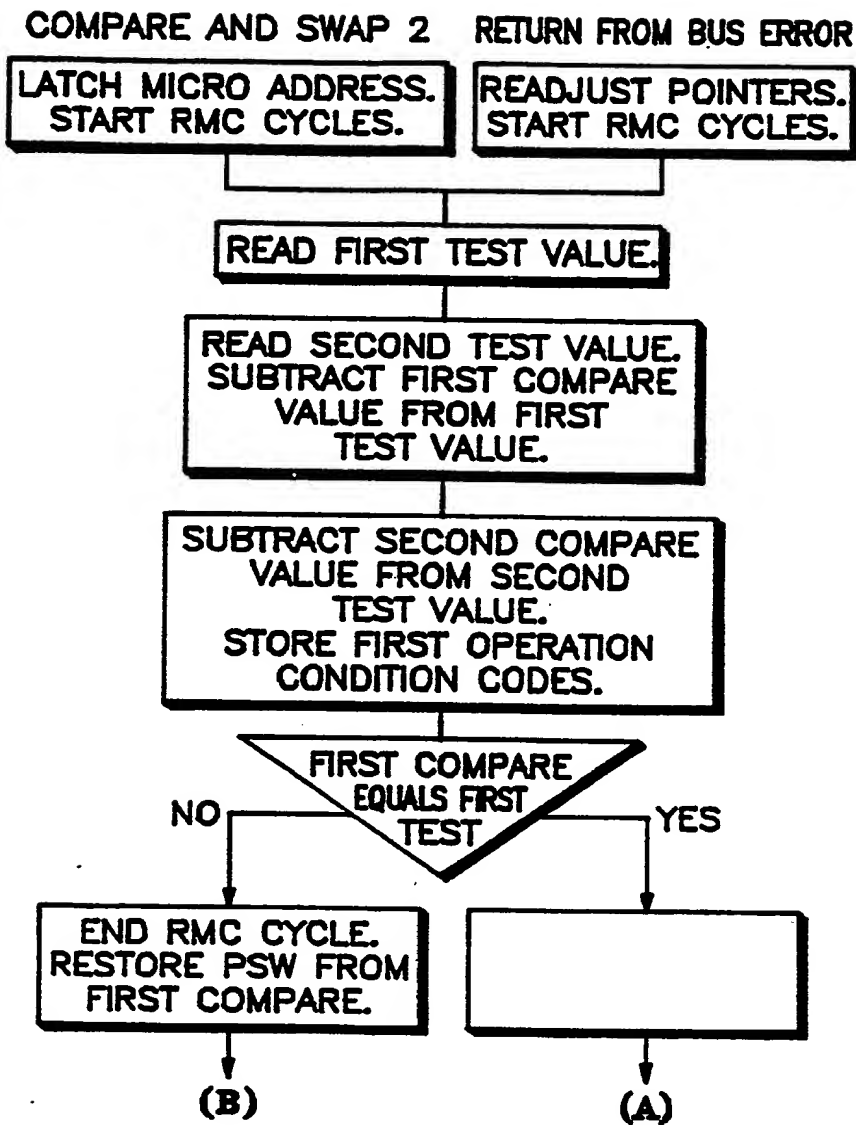 COMPARE AND SWAP 2
RETURN FROM BUS ERROR
LATCH MICRO ADDRESS.
START RMC CYCLES.
READJUST POINTERS.
START RMC CYCLES.
READ FIRST TEST VALUE.
READ SECOND TEST VALUE.
SUBTRACT FIRST COMPARE
VALUE FROM FIRST
TEST VALUE.
SUBTRACT SECOND COMPARE
VALUE FROM SECOND
TEST VALUE.
STORE FIRST OPERATION
CONDITION CODES.
FIRST COMPARE
EQUALS FIRST
TEST
NO
YES
END RMC CYCLE.
RESTORE PSW FROM
FIRST COMPARE.
(B)
(A)